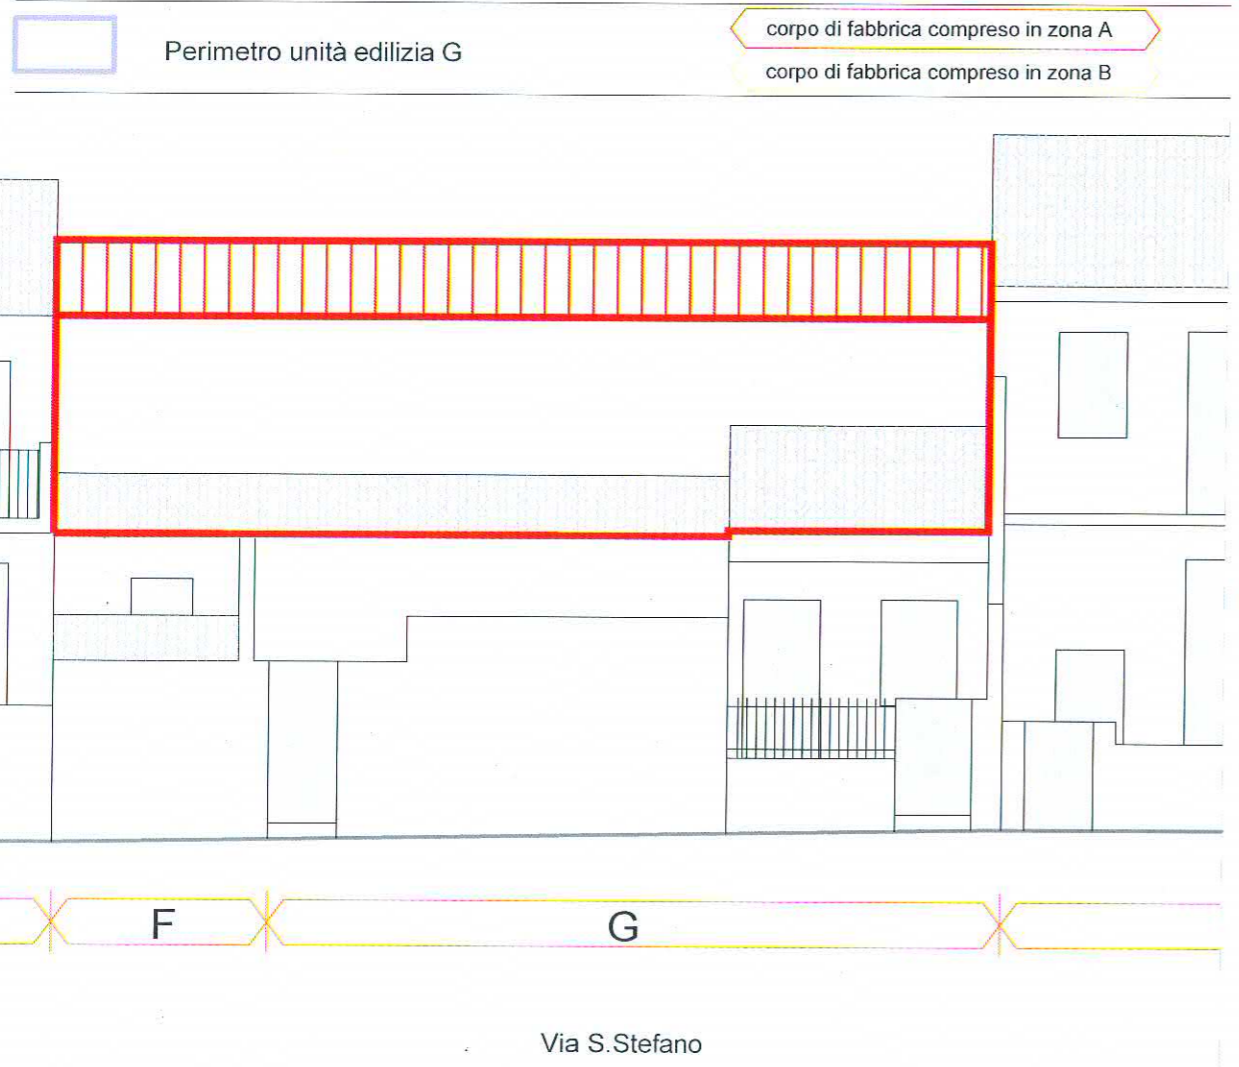 Perimetro unità edilizia G
corpo di fabbrica compreso in zona A
corpo di fabbrica compreso in zona B
F
G
Via S.Stefano